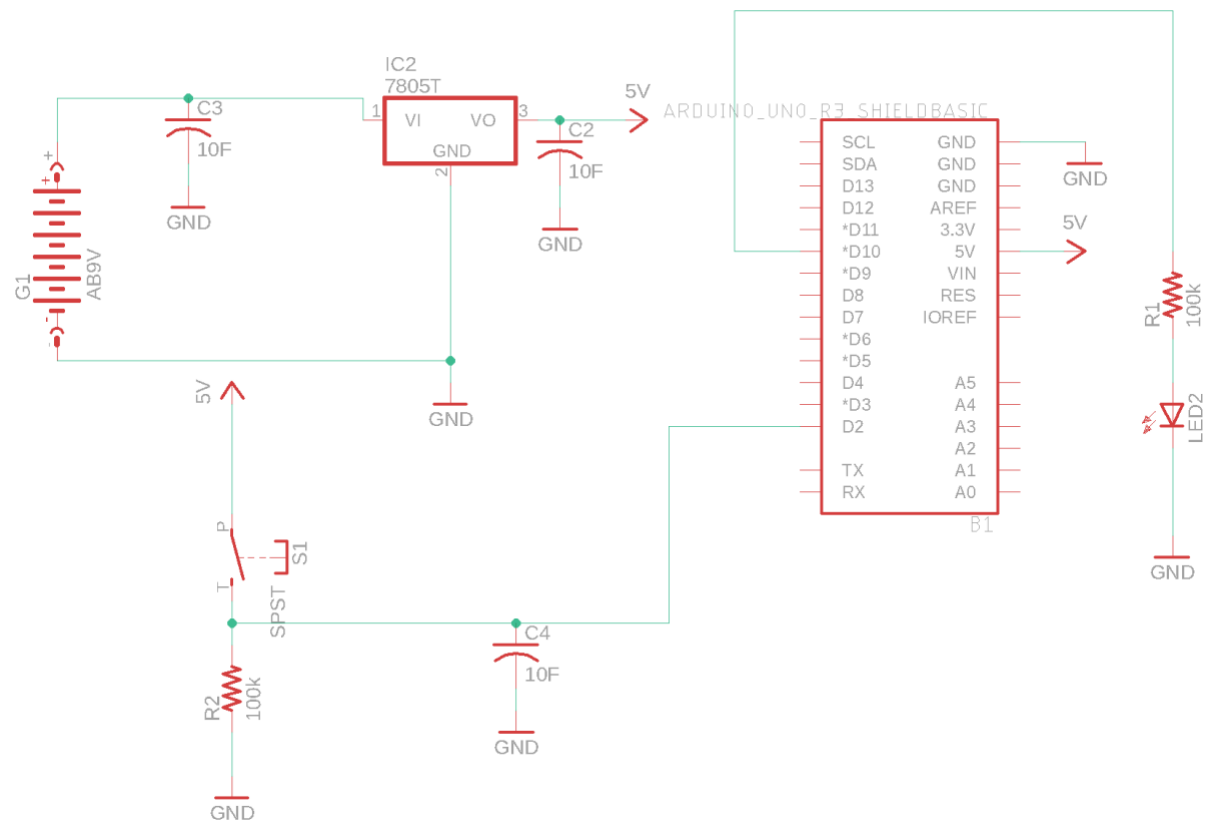 IC2
7805T
C3
10F
1
VI
VO
3
GND
2
5V
C2
10F
GND
GND
+
+
G1
AB9V
-
-
GND
5V
P
S1
T
SPST
R2
100k
GND
C4
10F
GND
ARDUINO_UNO_R3_SHIELDBASIC
SCL
SDA
D13
D12
*D11
*D10
*D9
D8
D7
*D6
*D5
D4
*D3
D2
TX
RX
GND
GND
GND
AREF
3.3V
5V
VIN
RES
IOREF
A5
A4
A3
A2
A1
A0
B1
GND
5V
R1
100k
LED2
GND